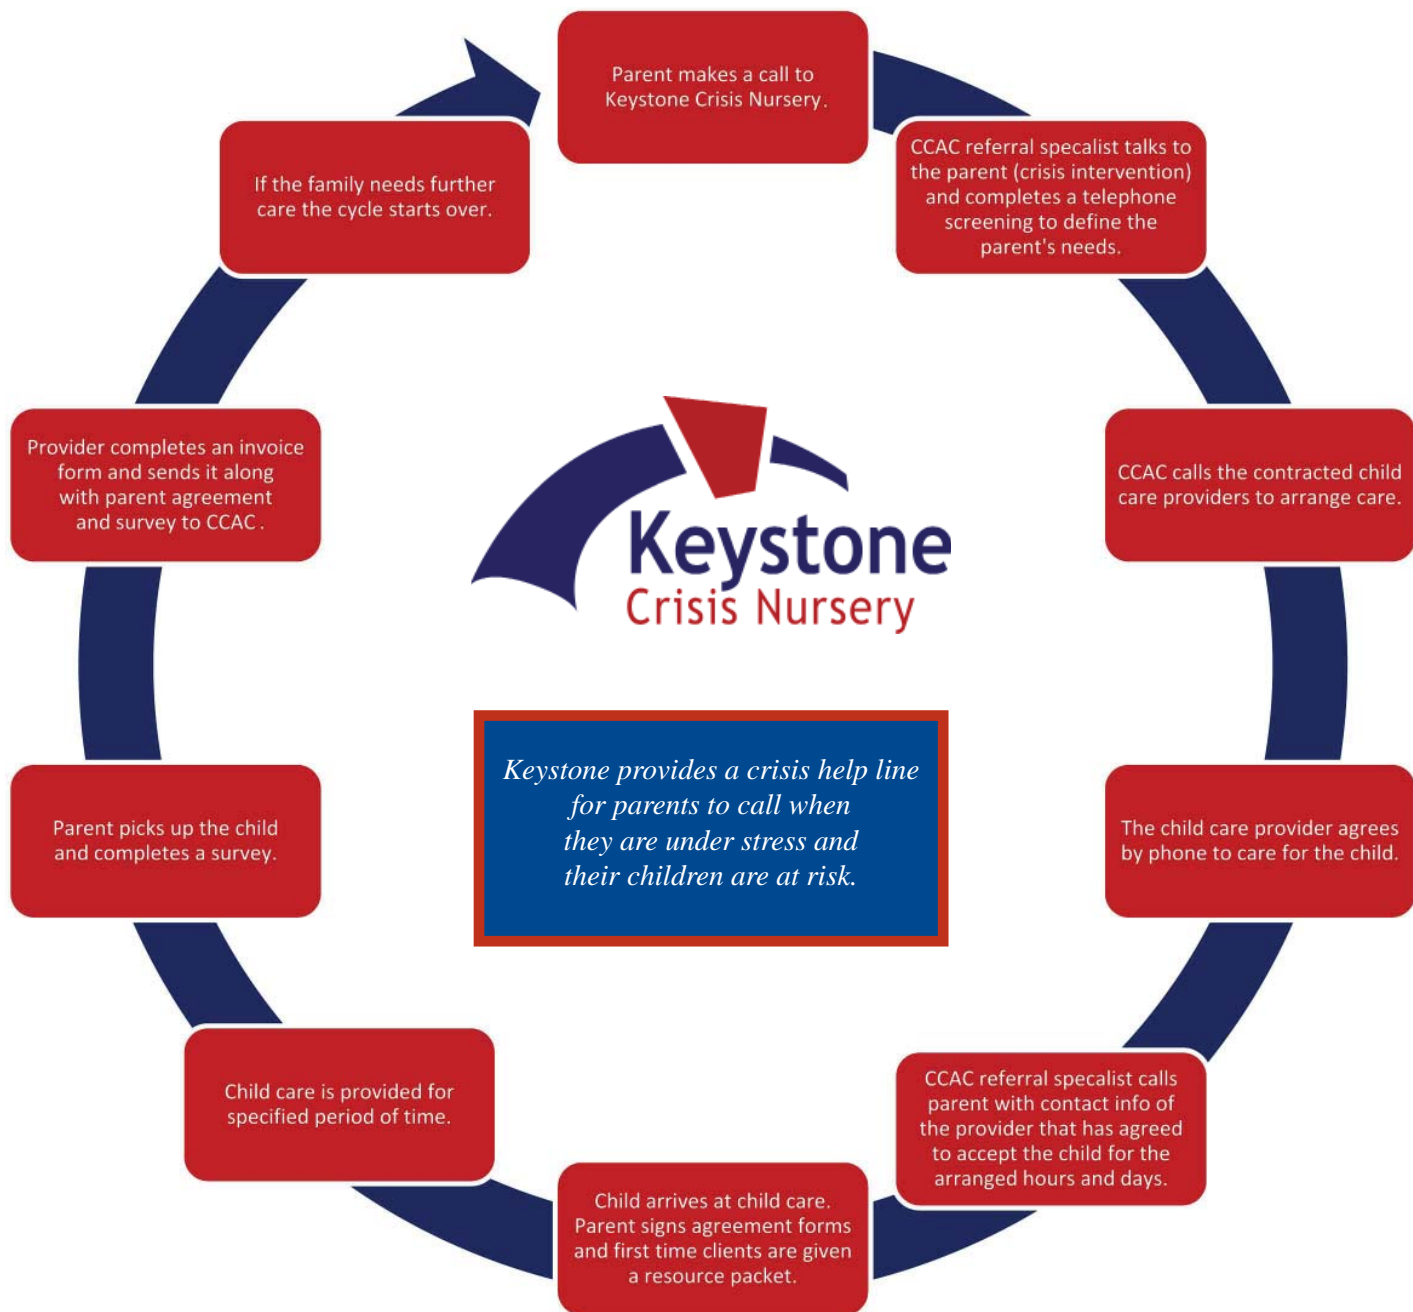 Parent makes a call to
Keystone Crisis Nursery.
CCAC referral specalist talks to
the parent (crisis intervention)
and completes a telephone
screening to define the
parent's needs.
CCAC calls the contracted child
care providers to arrange care.
The child care provider agrees
by phone to care for the child.
CCAC referral specalist calls
parent with contact info of
the provider that has agreed
to accept the child for the
arranged hours and days.
Child arrives at child care.
Parent signs agreement forms
and first time clients are given
a resource packet.
Child care is provided for
specified period of time.
Parent picks up the child
and completes a survey.
Provider completes an invoice
form and sends it along
with parent agreement
and survey to CCAC .
If the family needs further
care the cycle starts over.
Keystone
Crisis Nursery
Keystone provides a crisis help line
for parents to call when
they are under stress and
their children are at risk.